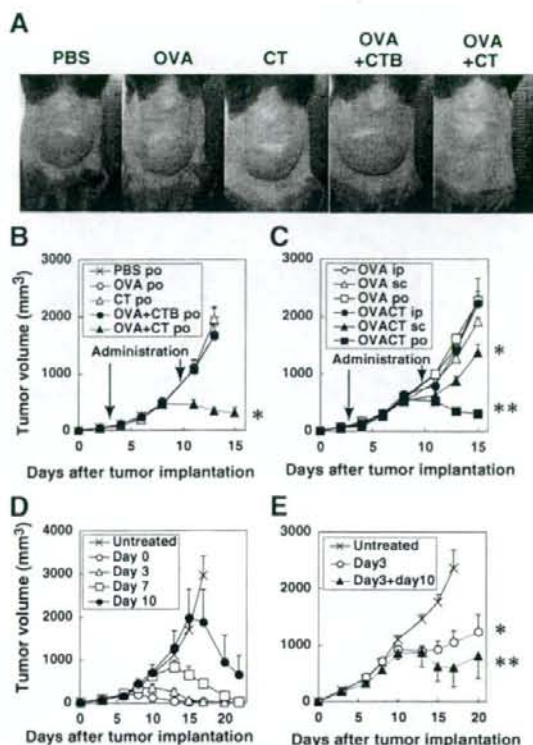 A
PBS OVA CT OVA +CTB OVA +CT
B
Tumor volume (mm3)
3000
2000
1000
0
PBS po
OVA po
CT po
OVA+CTB po
OVA+CT po
Administration
*
0 5 10 15
Days after tumor implantation
C
3000
2000
1000
0
OVA ip
OVA sc
OVA po
OVACT ip
OVACT sc
OVACT po
Administration
*
**
0 5 10 15
Days after tumor implantation
D
Tumor volume (mm3)
4000
3000
2000
1000
0
Untreated
Day 0
Day 3
Day 7
Day 10
0 5 10 15 20
Days after tumor implantation
E
3000
2000
1000
0
Untreated
Day3
Day3+day10
*
**
0 5 10 15 20
Days after tumor implantation